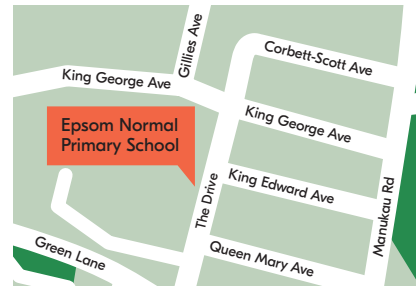 Gillies Ave
Corbett-Scott Ave
King George Ave
King George Ave
Epsom Normal
Primary School
King Edward Ave
The Drive
Manukau Rd
Green Lane
Queen Mary Ave